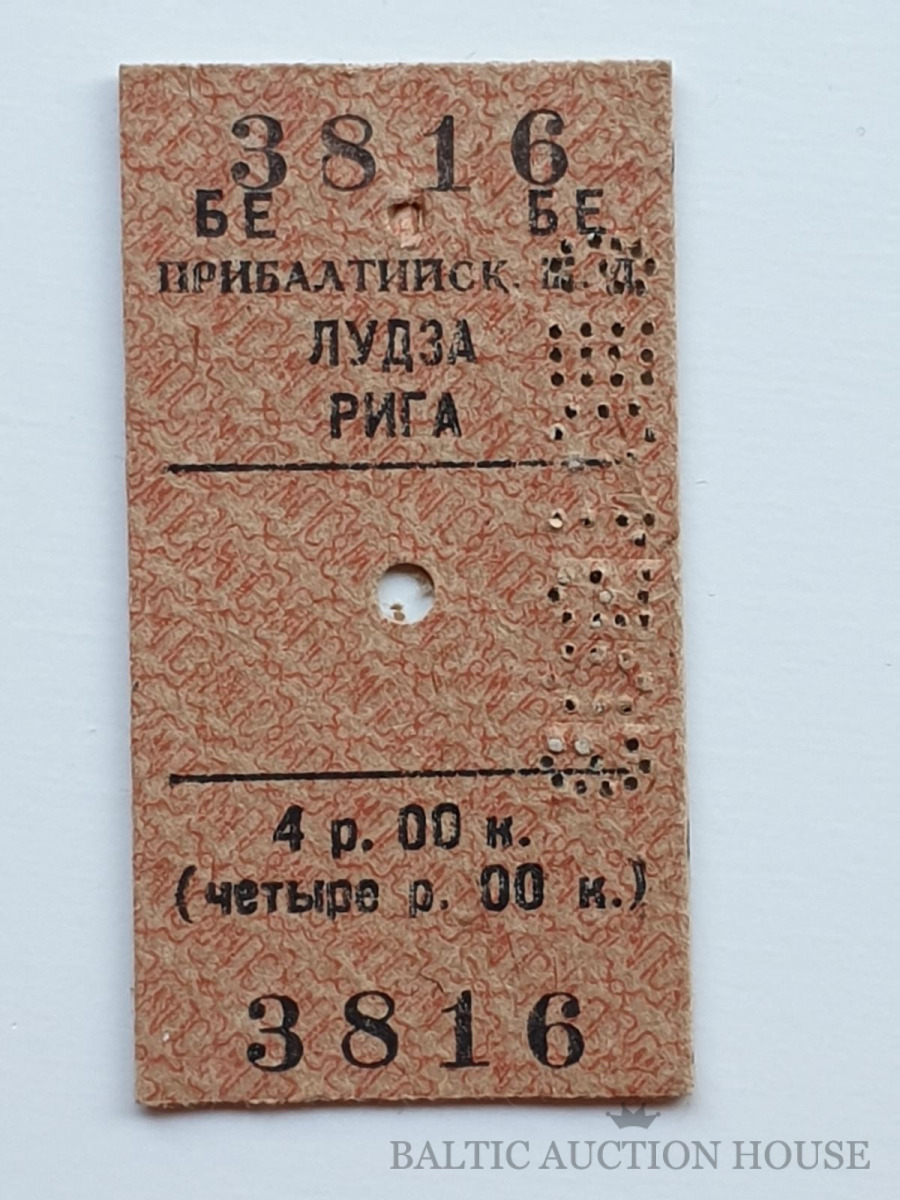 3816
БЕ БЕ
ПРИБАЛТИЙСК. Ж. Д.
ЛУДЗА
РИГА
4 р. 00 к.
(четыре р. 00 к.)
3816
BALTIC AUCTION HOUSE